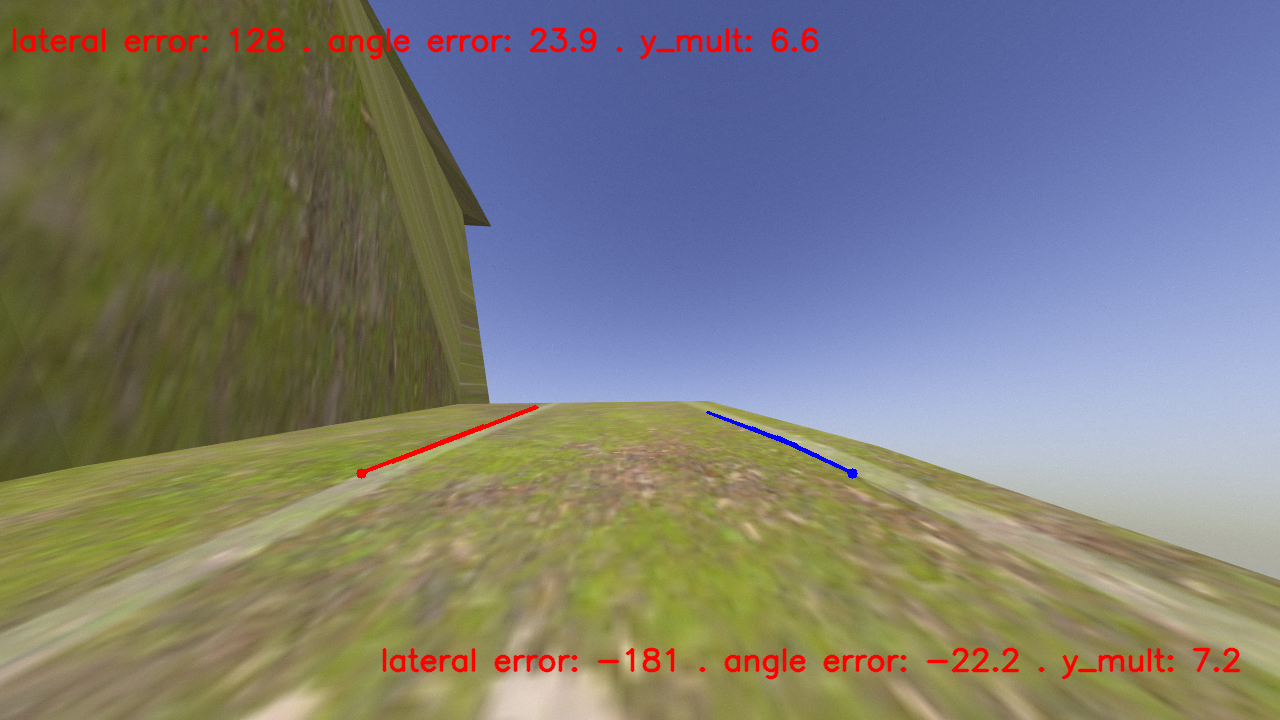 lateral error: 128 . angle error: 23.9 . y_mult: 6.6
lateral error: -181 . angle error: -22.2 . y_mult: 7.2